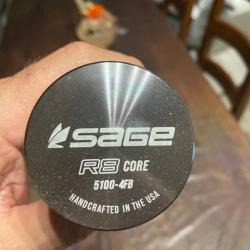 SAGE
R8 CORE
5100-4FB
HANDCRAFTED IN THE USA